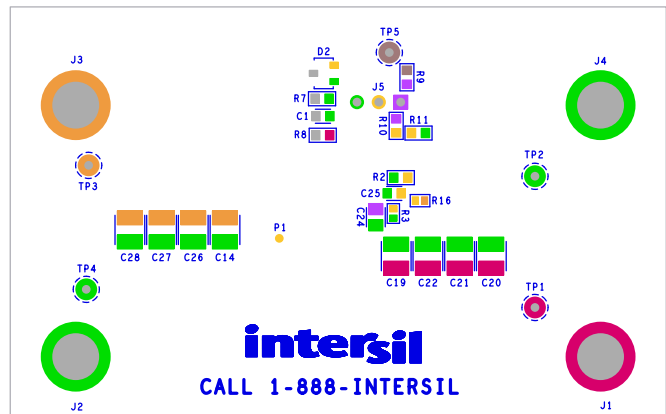 TP5
D2
J3
J4
J5
R9
R7
C1
R10
R11
R8
TP3
TP2
R2
C25
R16
C24
R3
P1
C28 C27 C26 C14
C19 C22 C21 C20
TP4
TP1
intersil
CALL 1-888-INTERSIL
J2
J1